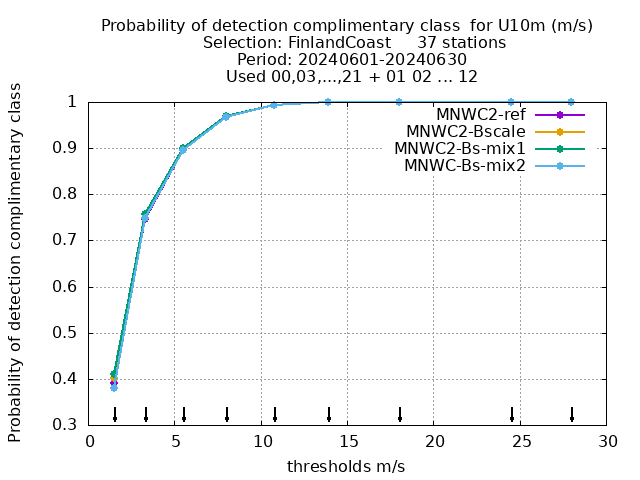 Probability of detection complimentary class  for U10m (m/s)
Selection: FinlandCoast     37 stations
Period: 20240601-20240630
Used 00,03,...,21 + 01 02 ... 12
Probability of detection complimentary class
1
0.9
0.8
0.7
0.6
0.5
0.4
0.3
MNWC2-ref
MNWC2-Bscale
MNWC2-Bs-mix1
MNWC-Bs-mix2
0 5 10 15 20 25 30
thresholds m/s